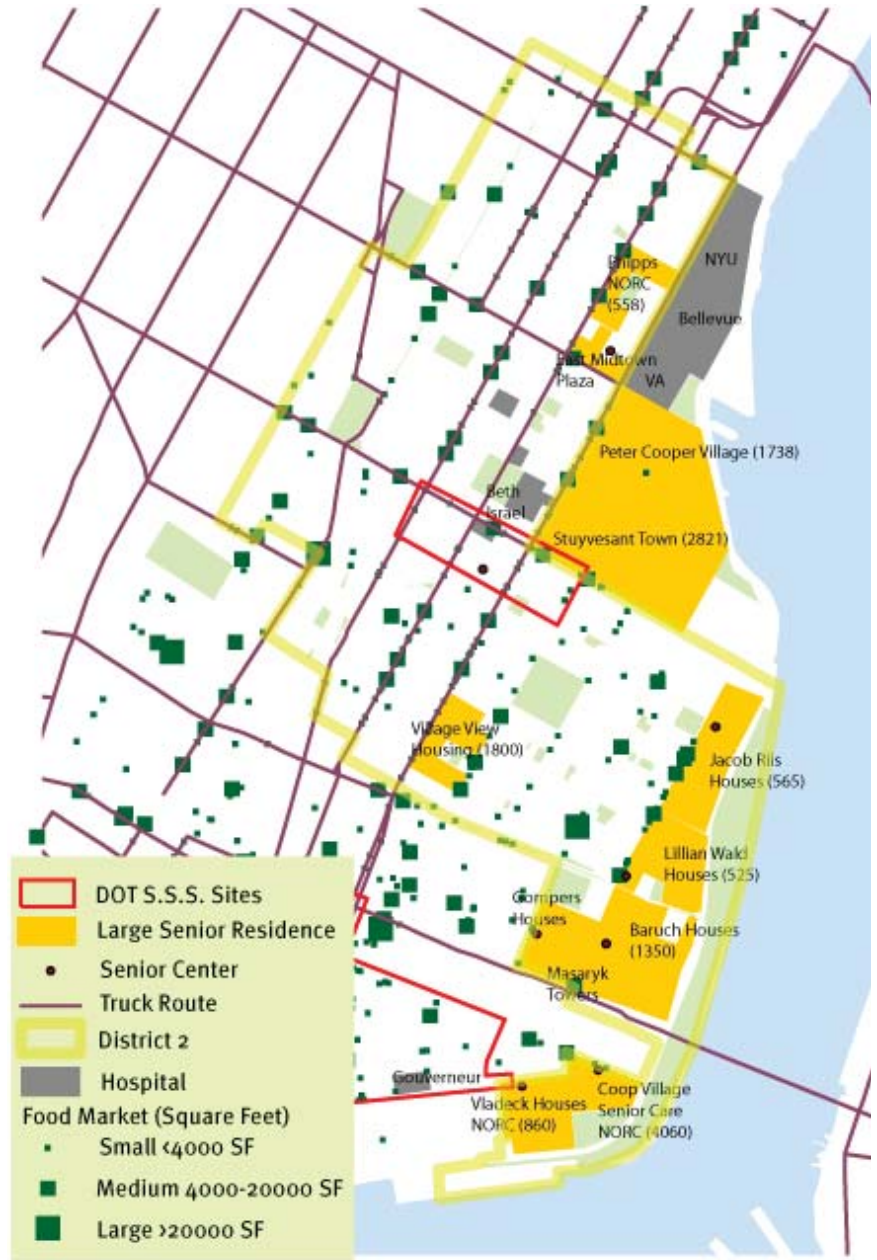 NYU
Phipps
NORC
(558)
Bellevue
East Midtown
Plaza
VA
Peter Cooper Village (1738)
Beth
Israel
Stuyvesant Town (2821)
Village View
Housing (1800)
Jacob Riis
Houses (565)
Lillian Wald
Houses (525)
Gompers
Houses
Baruch Houses
(1350)
Masaryk
Towers
Gouverneur
Vladeck Houses
NORC (860)
Coop Village
Senior Care
NORC (4060)
DOT S.S.S. Sites
Large Senior Residence
Senior Center
Truck Route
District 2
Hospital
Food Market (Square Feet)
Small <4000 SF
Medium 4000-20000 SF
Large >20000 SF